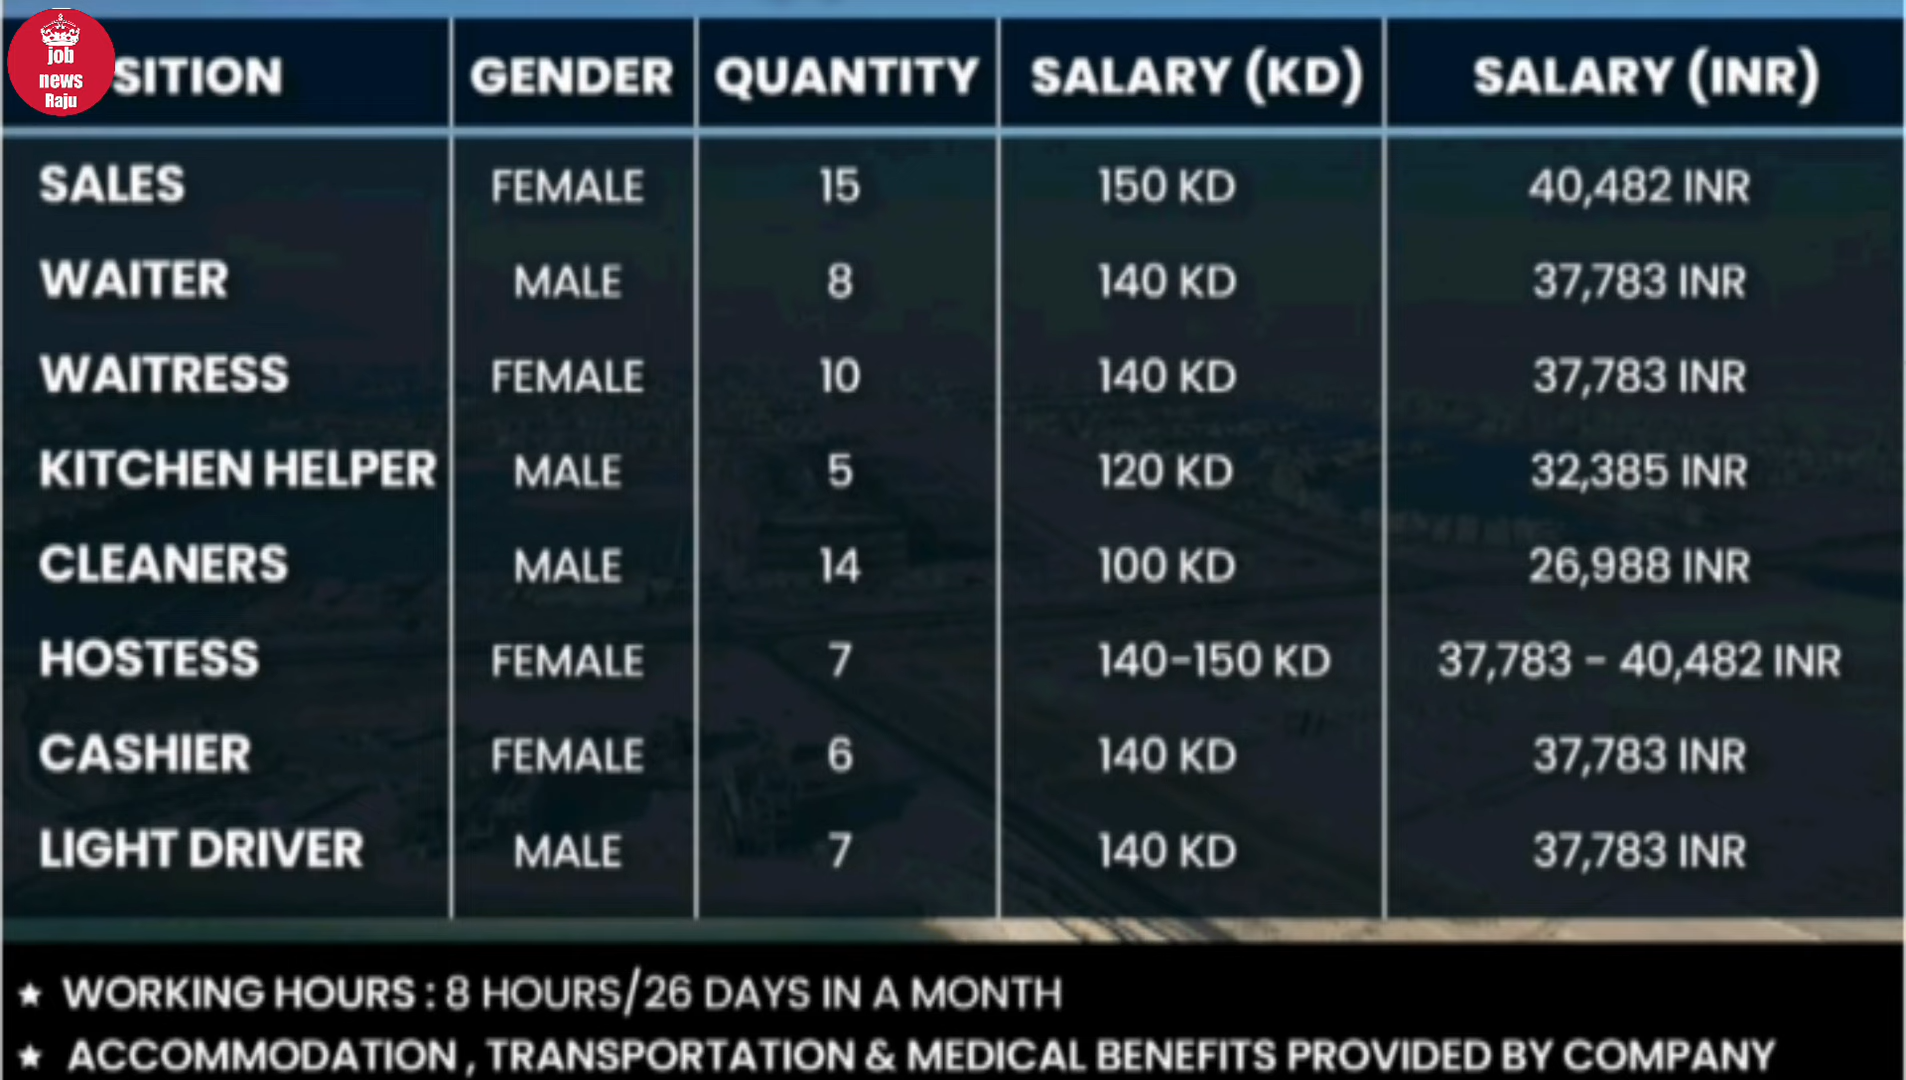 job
news
Raju
SITION GENDER QUANTITY SALARY (KD) SALARY (INR)
SALES FEMALE 15 150 KD 40,482 INR
WAITER MALE 8 140 KD 37,783 INR
WAITRESS FEMALE 10 140 KD 37,783 INR
KITCHEN HELPER MALE 5 120 KD 32,385 INR
CLEANERS MALE 14 100 KD 26,988 INR
HOSTESS FEMALE 7 140-150 KD 37,783 - 40,482 INR
CASHIER FEMALE 6 140 KD 37,783 INR
LIGHT DRIVER MALE 7 140 KD 37,783 INR
★ WORKING HOURS : 8 HOURS/26 DAYS IN A MONTH
★ ACCOMMODATION , TRANSPORTATION & MEDICAL BENEFITS PROVIDED BY COMPANY